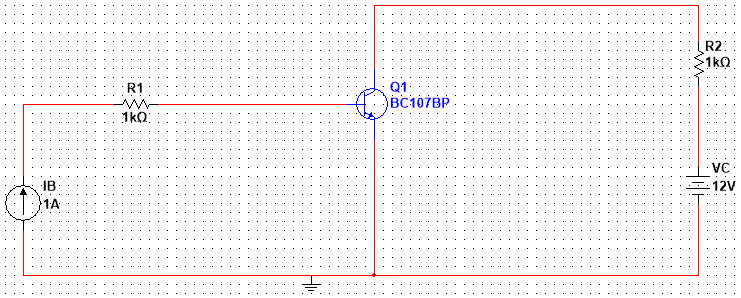 R1
1kΩ
Q1
BC107BP
R2
1kΩ
IB
1A
VC
12V